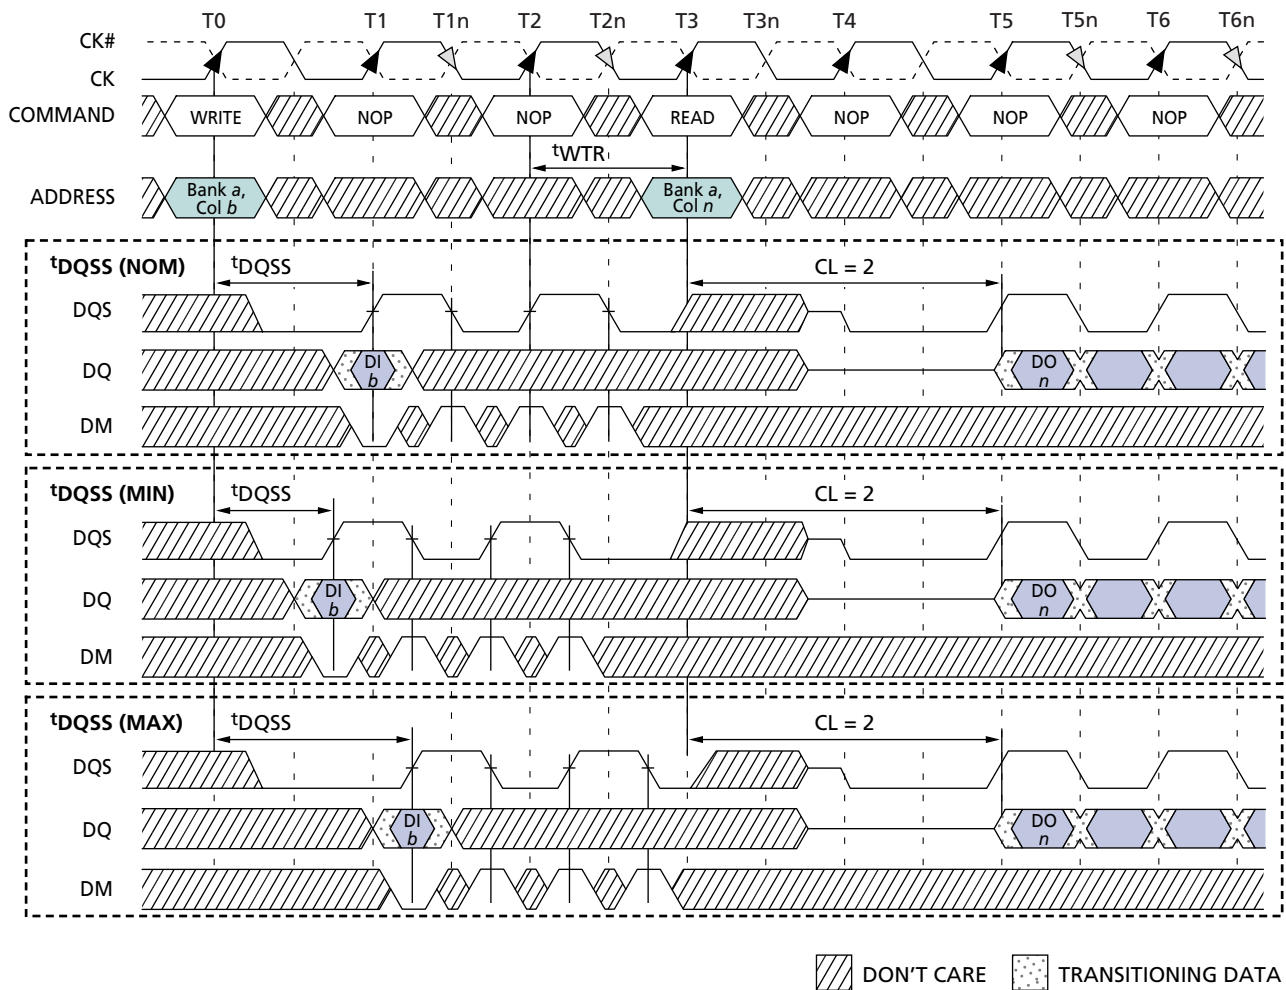 T0 T1 T1n T2 T2n T3 T3n T4 T5 T5n T6 T6n
CK#
CK
COMMAND WRITE NOP NOP READ NOP NOP NOP
tWTR
ADDRESS Bank a, Col b Bank a, Col n
tDQSS (NOM) tDQSS CL = 2
DQS
DQ DI b DO n
DM
tDQSS (MIN) tDQSS CL = 2
DQS
DQ DI b DO n
DM
tDQSS (MAX) tDQSS CL = 2
DQS
DQ DI b DO n
DM
DON'T CARE TRANSITIONING DATA